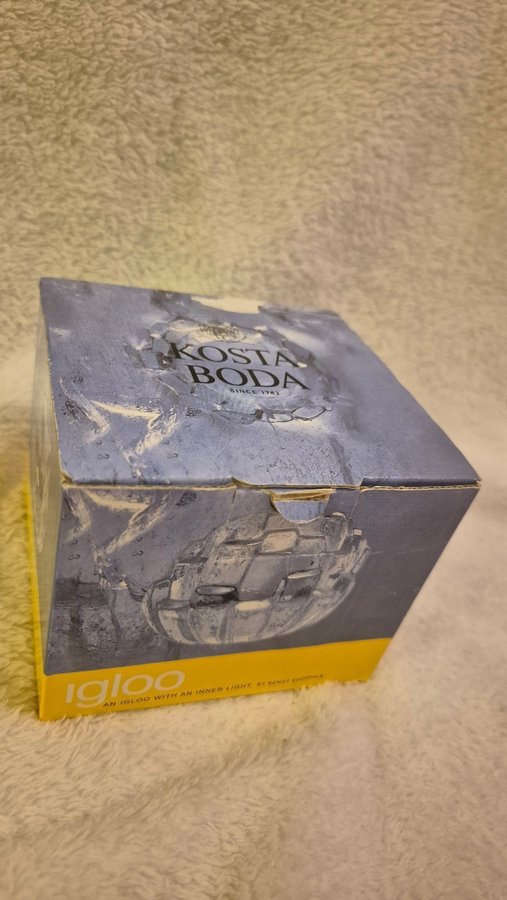 KOSTA
BODA
SINCE 1742
igloo
AN IGLOO WITH AN INNER LIGHT. BY BENGT EDENFALK